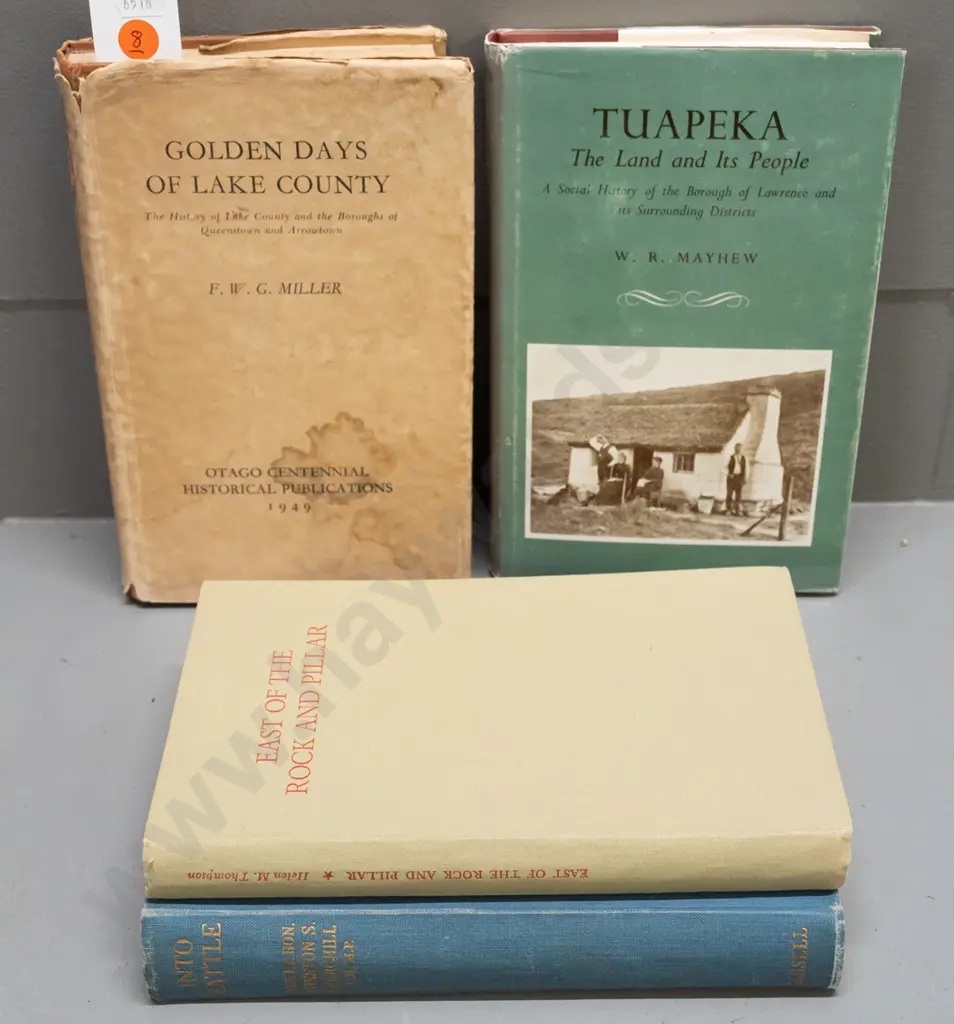 6518
8
GOLDEN DAYS
OF LAKE COUNTY
The History of Lake County and the Boroughs of
Queenstown and Arrowtown
F. W. G. MILLER
OTAGO CENTENNIAL
HISTORICAL PUBLICATIONS
1949
TUAPEKA
The Land and Its People
A Social History of the Borough of Lawrence and
its Surrounding Districts
W. R. MAYHEW
EAST OF THE
ROCK AND PILLAR
EAST OF THE ROCK AND PILLAR ★ Helen M. Thompson
INTO
BATTLE
THE RT. HON.
WINSTON S.
CHURCHILL
C.H., M.P.
CASSELL